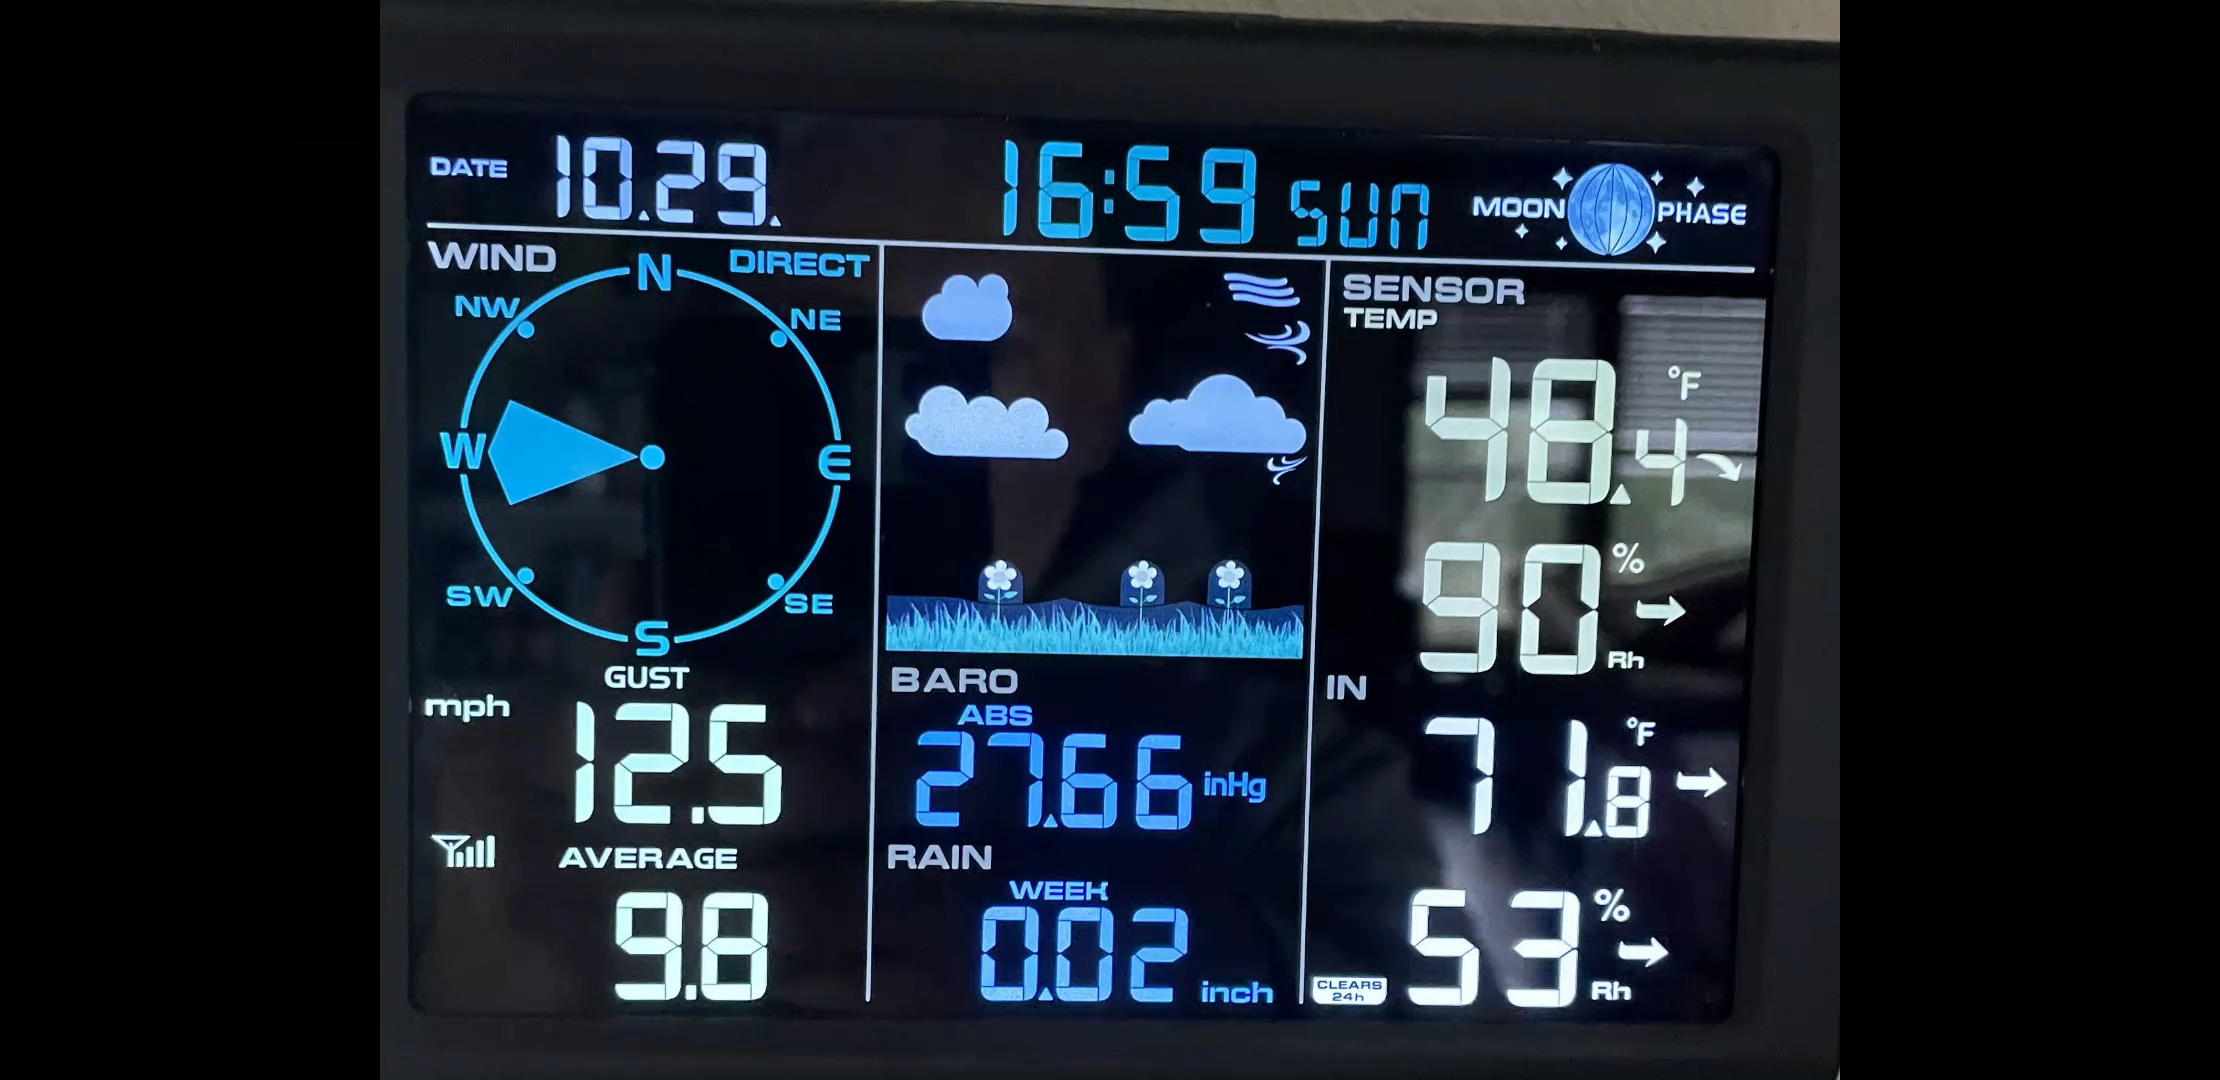 DATE 10.29. 16:59 SUN MOON PHASE
WIND DIRECT
N
NW NE
W E
SW SE
S
GUST
mph 12.5
AVERAGE
9.8
BARO
ABS
27.66 inHg
RAIN
WEEK
0.02 inch
SENSOR
TEMP
48.4 °F
90 % Rh
IN
71.8 °F
53 % Rh
CLEARS
24h